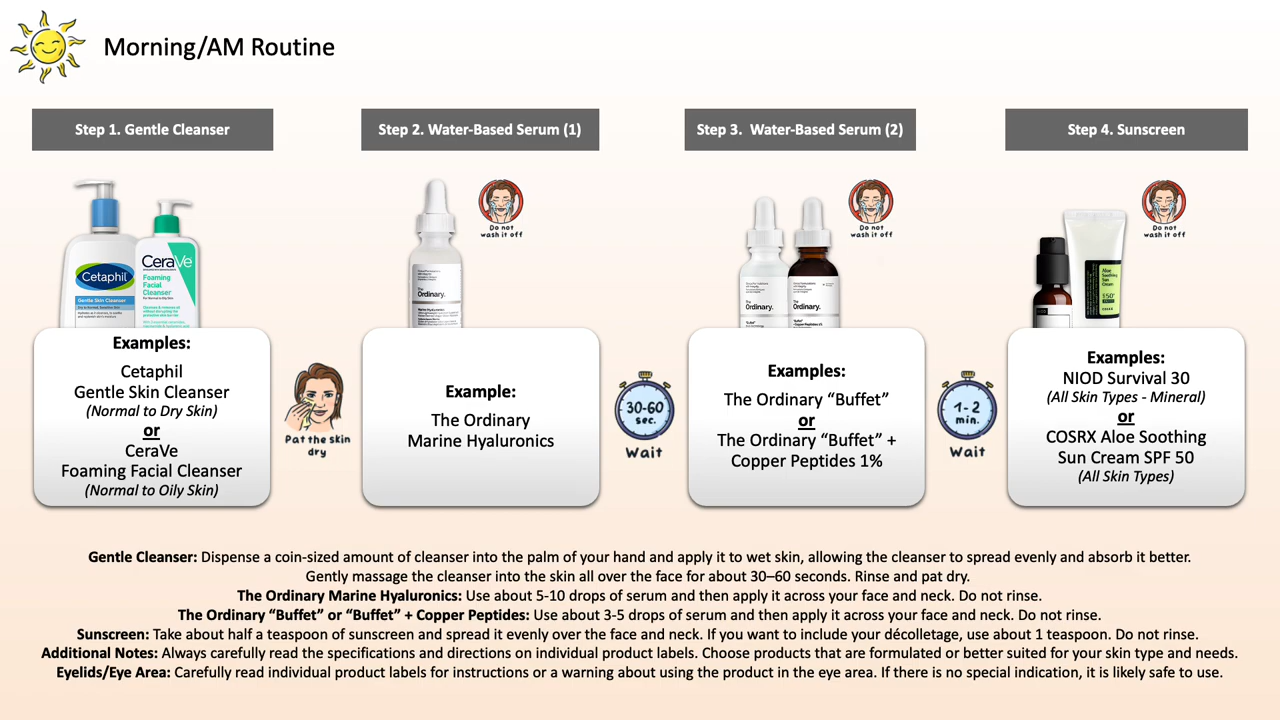 Morning/AM Routine
Step 1. Gentle Cleanser
Step 2. Water-Based Serum (1)
Step 3. Water-Based Serum (2)
Step 4. Sunscreen
Cetaphil
Gentle Skin Cleanser
CeraVe
Foaming
Facial
Cleanser
For Normal to Oily Skin
The
Ordinary.
Do not
wash it off
The
Ordinary.
"Buffet"
The
Ordinary.
"Buffet"
+ Copper Peptides 1%
Do not
wash it off
Aloe
Soothing
Sun
Cream
50+
Do not
wash it off
Examples:
Cetaphil
Gentle Skin Cleanser
(Normal to Dry Skin)
or
CeraVe
Foaming Facial Cleanser
(Normal to Oily Skin)
Pat the skin
dry
Example:
The Ordinary
Marine Hyaluronics
30-60
sec.
Wait
Examples:
The Ordinary “Buffet”
or
The Ordinary “Buffet” +
Copper Peptides 1%
1-2
min.
Wait
Examples:
NIOD Survival 30
(All Skin Types - Mineral)
or
COSRX Aloe Soothing
Sun Cream SPF 50
(All Skin Types)
Gentle Cleanser: Dispense a coin-sized amount of cleanser into the palm of your hand and apply it to wet skin, allowing the cleanser to spread evenly and absorb it better.
Gently massage the cleanser into the skin all over the face for about 30–60 seconds. Rinse and pat dry.
The Ordinary Marine Hyaluronics: Use about 5-10 drops of serum and then apply it across your face and neck. Do not rinse.
The Ordinary “Buffet” or “Buffet” + Copper Peptides: Use about 3-5 drops of serum and then apply it across your face and neck. Do not rinse.
Sunscreen: Take about half a teaspoon of sunscreen and spread it evenly over the face and neck. If you want to include your décolletage, use about 1 teaspoon. Do not rinse.
Additional Notes: Always carefully read the specifications and directions on individual product labels. Choose products that are formulated or better suited for your skin type and needs.
Eyelids/Eye Area: Carefully read individual product labels for instructions or a warning about using the product in the eye area. If there is no special indication, it is likely safe to use.